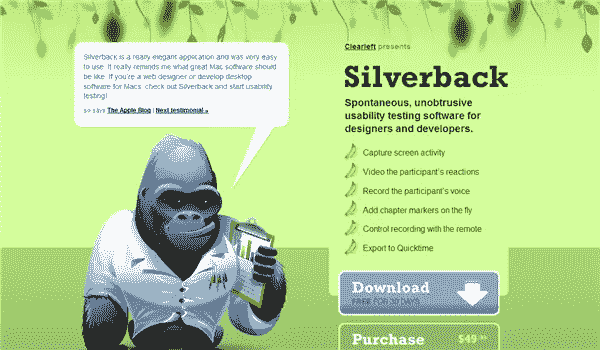 Silverback is a really elegant application and was very easy
to use. It really reminds me what great Mac software should
be like. If you're a web designer or develop desktop
software for Macs, check out Silverback and start usability
testing!
so says The Apple Blog | Next testimonial »
Clearleft presents
Silverback
Spontaneous, unobtrusive
usability testing software for
designers and developers.
Capture screen activity
Video the participant's reactions
Record the participant's voice
Add chapter markers on the fly
Control recording with the remote
Export to Quicktime
Download
FREE FOR 30 DAYS
Purchase
$49